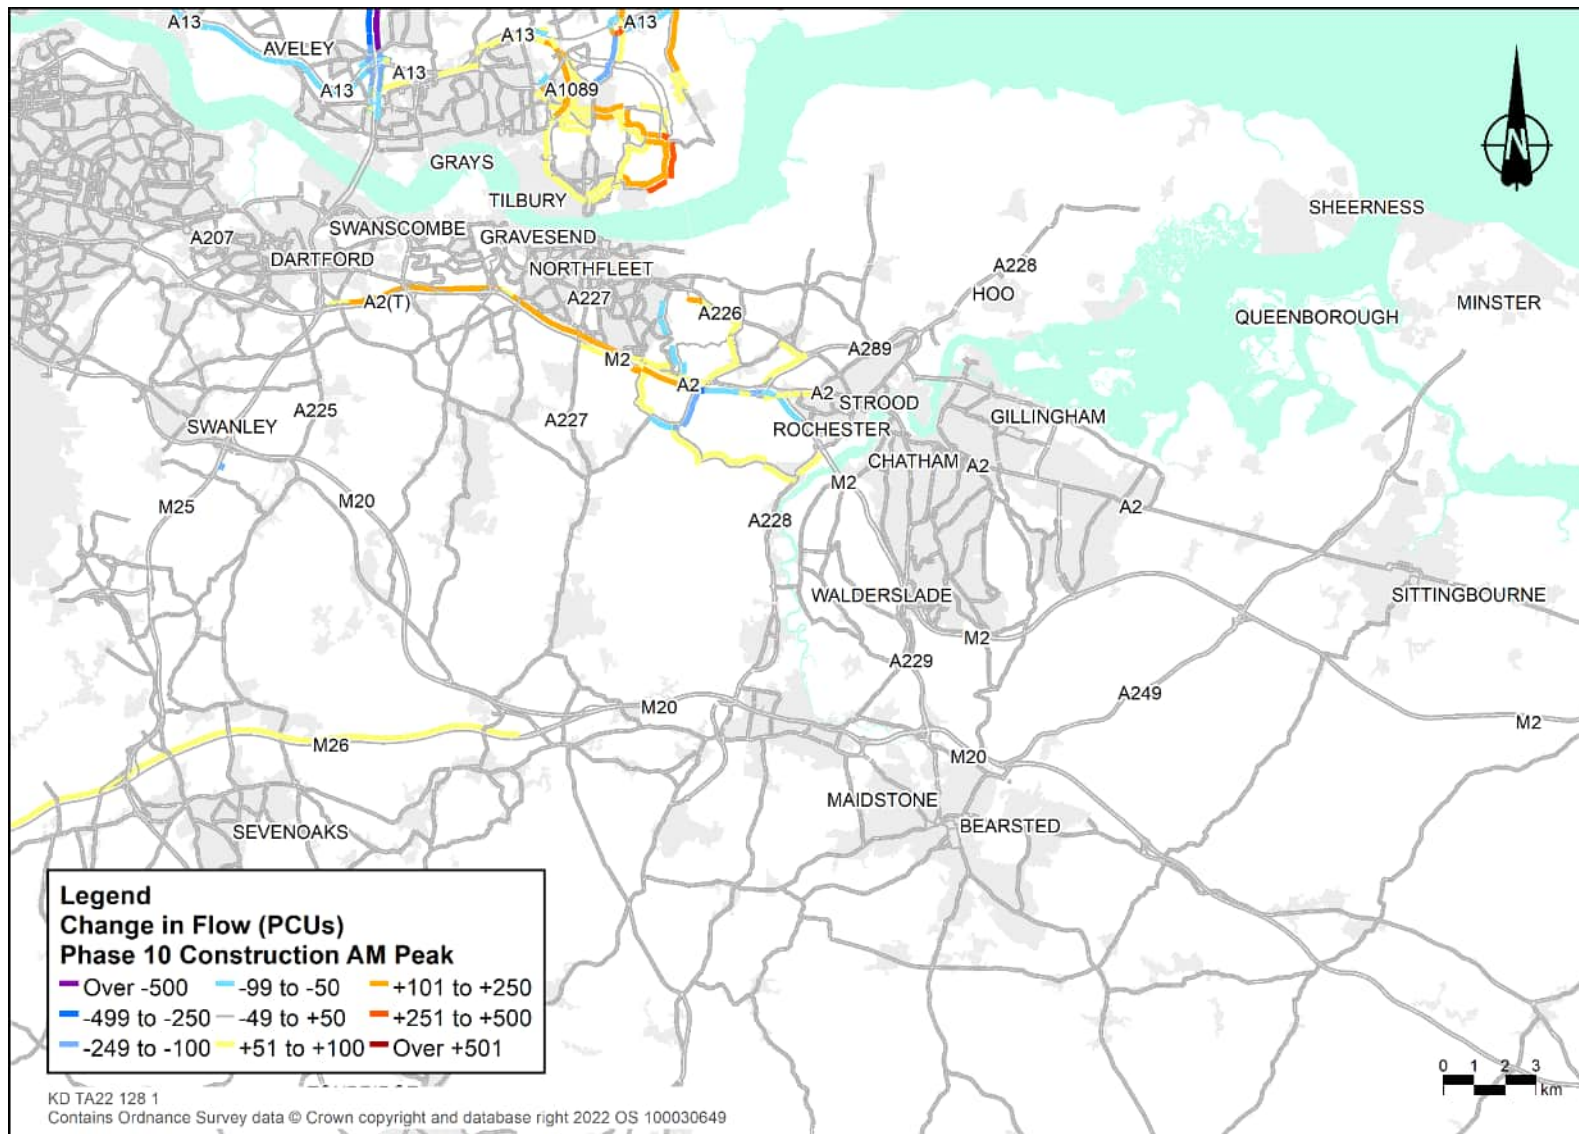 A13
A13
A13
AVELEY
A13
A13
A1089
GRAYS
TILBURY
SHEERNESS
SWANSCOMBE
GRAVESEND
A207
DARTFORD
NORTHFLEET
A228
HOO
A2(T)
A227
A226
QUEENBOROUGH
MINSTER
M2
A289
A2
A2
STROOD
A225
A227
SWANLEY
ROCHESTER
GILLINGHAM
CHATHAM
A2
M2
M25
M20
A228
A2
WALDERSLADE
SITTINGBOURNE
M2
A229
A249
M20
M2
M26
M20
MAIDSTONE
SEVENOAKS
BEARSTED
Legend
Change in Flow (PCUs)
Phase 10 Construction AM Peak
Over -500 -99 to -50 +101 to +250
-499 to -250 -49 to +50 +251 to +500
-249 to -100 +51 to +100 Over +501
0 1 2 3
km
KD TA22 128 1
Contains Ordnance Survey data © Crown copyright and database right 2022 OS 100030649